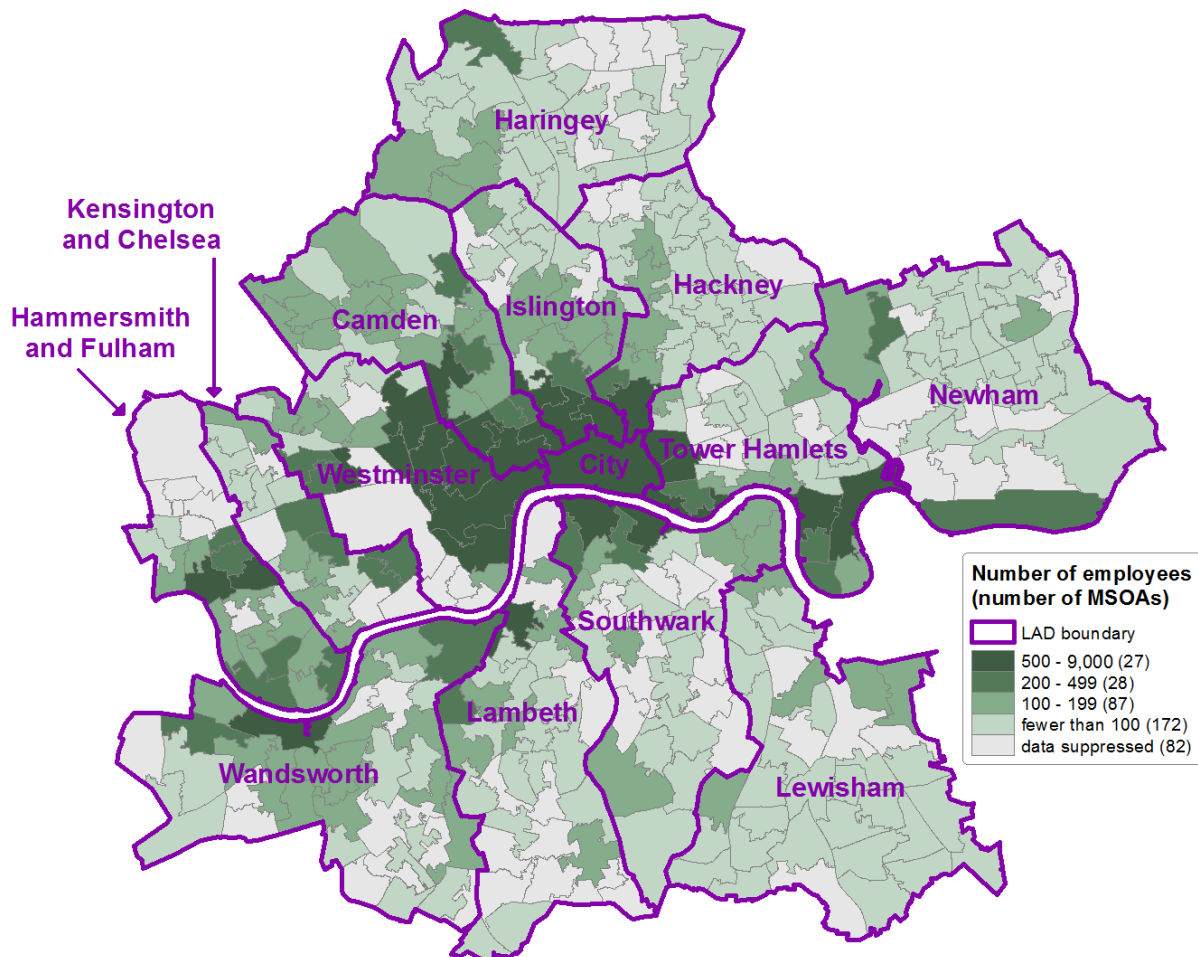 Haringey
Kensington
and Chelsea
Hackney
Islington
Hammersmith
and Fulham
Camden
Newham
Tower Hamlets
City
Westminster
Southwark
Lambeth
Wandsworth
Lewisham
Number of employees
(number of MSOAs)
LAD boundary
500 - 9,000 (27)
200 - 499 (28)
100 - 199 (87)
fewer than 100 (172)
data suppressed (82)